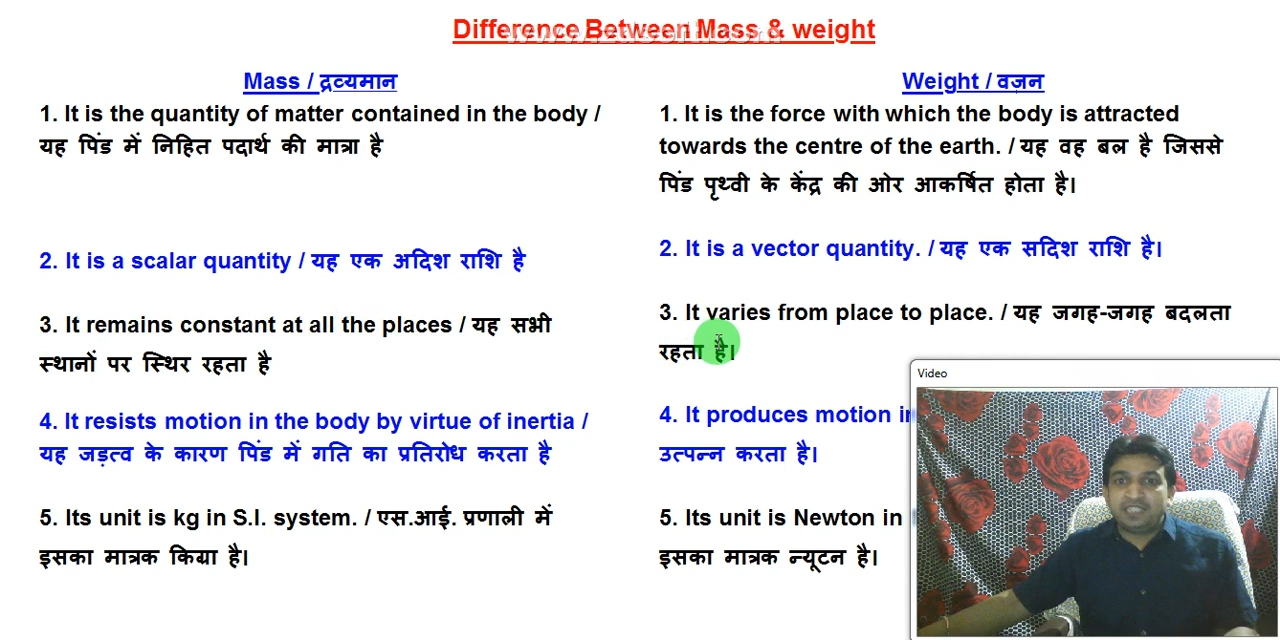 Difference Between Mass & weight
Mass / द्रव्यमान
1. It is the quantity of matter contained in the body /
यह पिंड में निहित पदार्थ की मात्रा है
2. It is a scalar quantity / यह एक अदिश राशि है
3. It remains constant at all the places / यह सभी
स्थानों पर स्थिर रहता है
4. It resists motion in the body by virtue of inertia /
यह जड़त्व के कारण पिंड में गति का प्रतिरोध करता है
5. Its unit is kg in S.I. system. / एस.आई. प्रणाली में
इसका मात्रक किग्रा है।
Weight / वजन
1. It is the force with which the body is attracted
towards the centre of the earth. / यह वह बल है जिससे
पिंड पृथ्वी के केंद्र की ओर आकर्षित होता है।
2. It is a vector quantity. / यह एक सदिश राशि है।
3. It varies from place to place. / यह जगह-जगह बदलता
रहता है।
4. It produces motion in
उत्पन्न करता है।
5. Its unit is Newton in
इसका मात्रक न्यूटन है।
Video